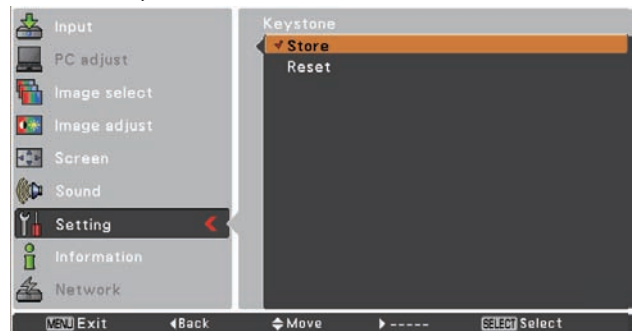 Input
PC adjust
Image select
Image adjust
Screen
Sound
Setting
Information
Network
Keystone
Store
Reset
MENU Exit ◀Back Move ▶----- SELECT Select